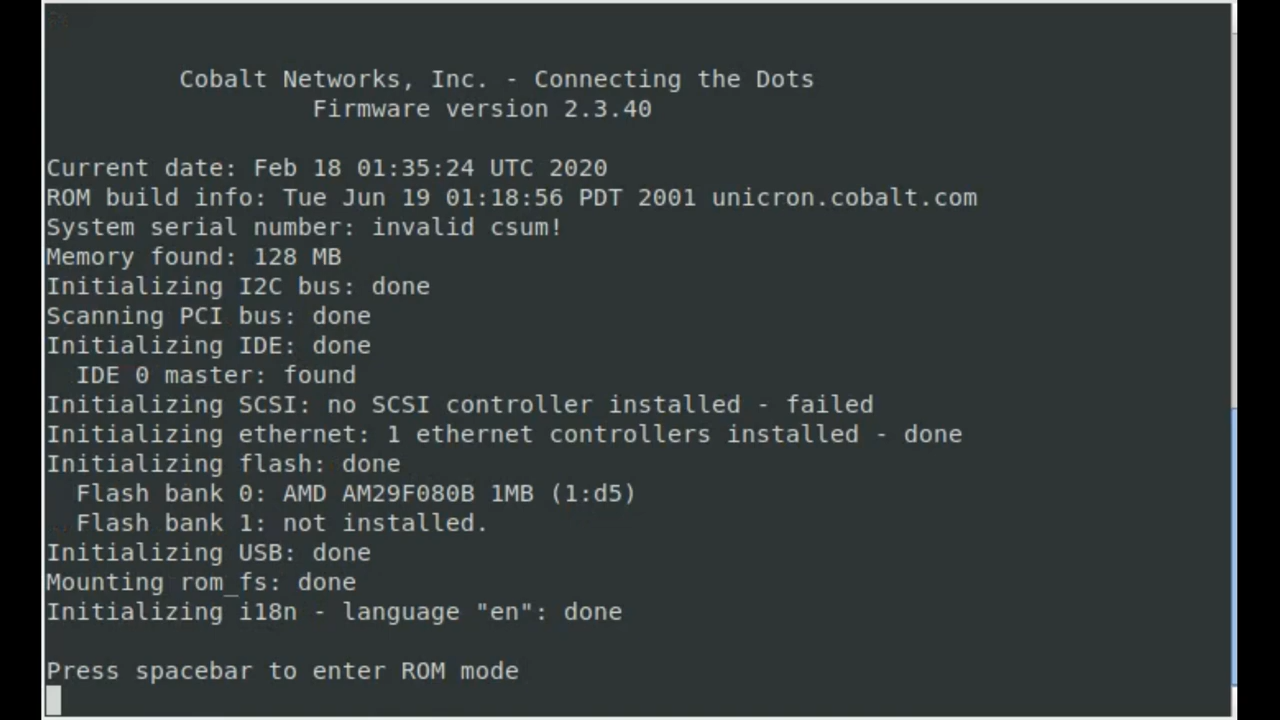 Cobalt Networks, Inc. - Connecting the Dots
Firmware version 2.3.40
Current date: Feb 18 01:35:24 UTC 2020
ROM build info: Tue Jun 19 01:18:56 PDT 2001 unicron.cobalt.com
System serial number: invalid csum!
Memory found: 128 MB
Initializing I2C bus: done
Scanning PCI bus: done
Initializing IDE: done
IDE 0 master: found
Initializing SCSI: no SCSI controller installed - failed
Initializing ethernet: 1 ethernet controllers installed - done
Initializing flash: done
Flash bank 0: AMD AM29F080B 1MB (1:d5)
Flash bank 1: not installed.
Initializing USB: done
Mounting rom_fs: done
Initializing i18n - language "en": done
Press spacebar to enter ROM mode